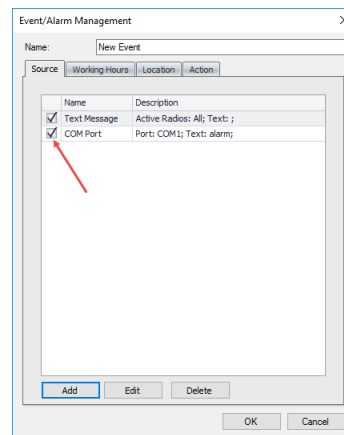 Event/Alarm Management
Name: New Event
Source Working Hours Location Action
Name Description
Text Message Active Radios: All; Text: ;
COM Port Port: COM1; Text: alarm;
Add Edit Delete
OK Cancel